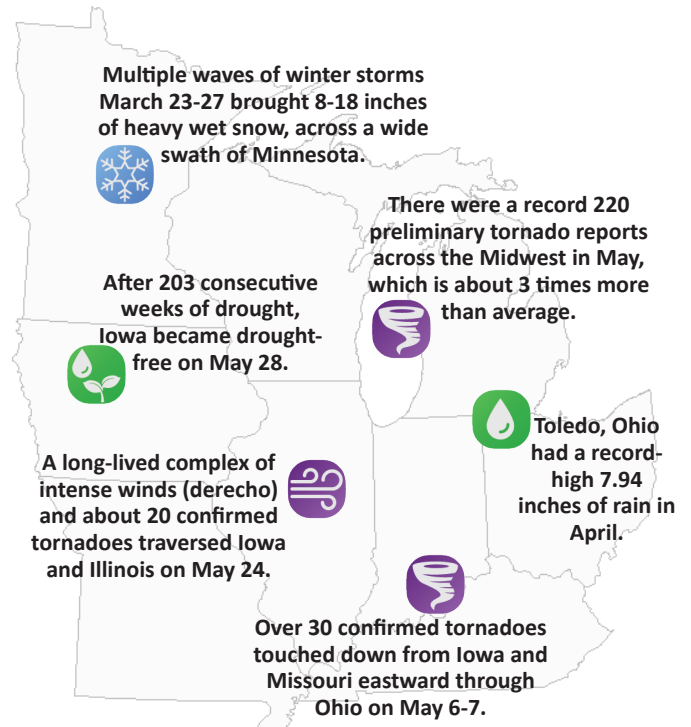 Multiple waves of winter storms
March 23-27 brought 8-18 inches
of heavy wet snow, across a wide
swath of Minnesota.
There were a record 220
preliminary tornado reports
across the Midwest in May,
which is about 3 times more
than average.
After 203 consecutive
weeks of drought,
Iowa became drought-
free on May 28.
Toledo, Ohio
had a record-
high 7.94
inches of rain in
April.
A long-lived complex of
intense winds (derecho)
and about 20 confirmed
tornadoes traversed Iowa
and Illinois on May 24.
Over 30 confirmed tornadoes
touched down from Iowa and
Missouri eastward through
Ohio on May 6-7.